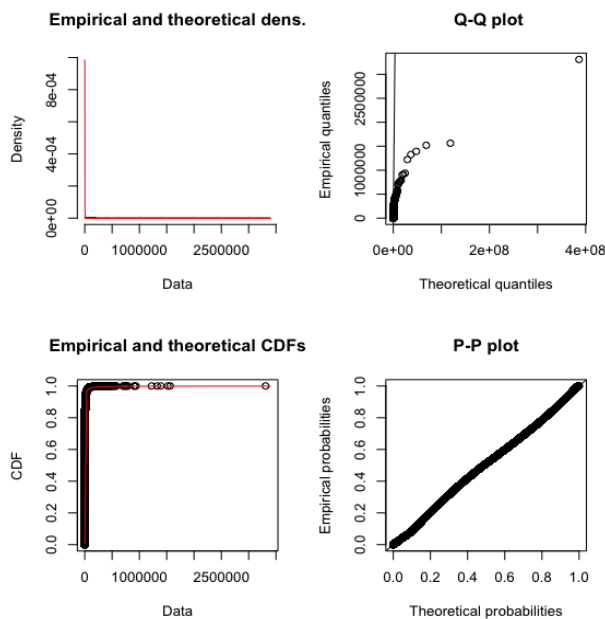 Empirical and theoretical dens.
Density
0e+00 4e-04 8e-04
0 1000000 2500000
Data
Q-Q plot
Empirical quantiles
0 1000000 2500000
0e+00 2e+08 4e+08
Theoretical quantiles
Empirical and theoretical CDFs
CDF
0.0 0.2 0.4 0.6 0.8 1.0
0 1000000 2500000
Data
P-P plot
Empirical probabilities
0.0 0.2 0.4 0.6 0.8 1.0
0.0 0.2 0.4 0.6 0.8 1.0
Theoretical probabilities